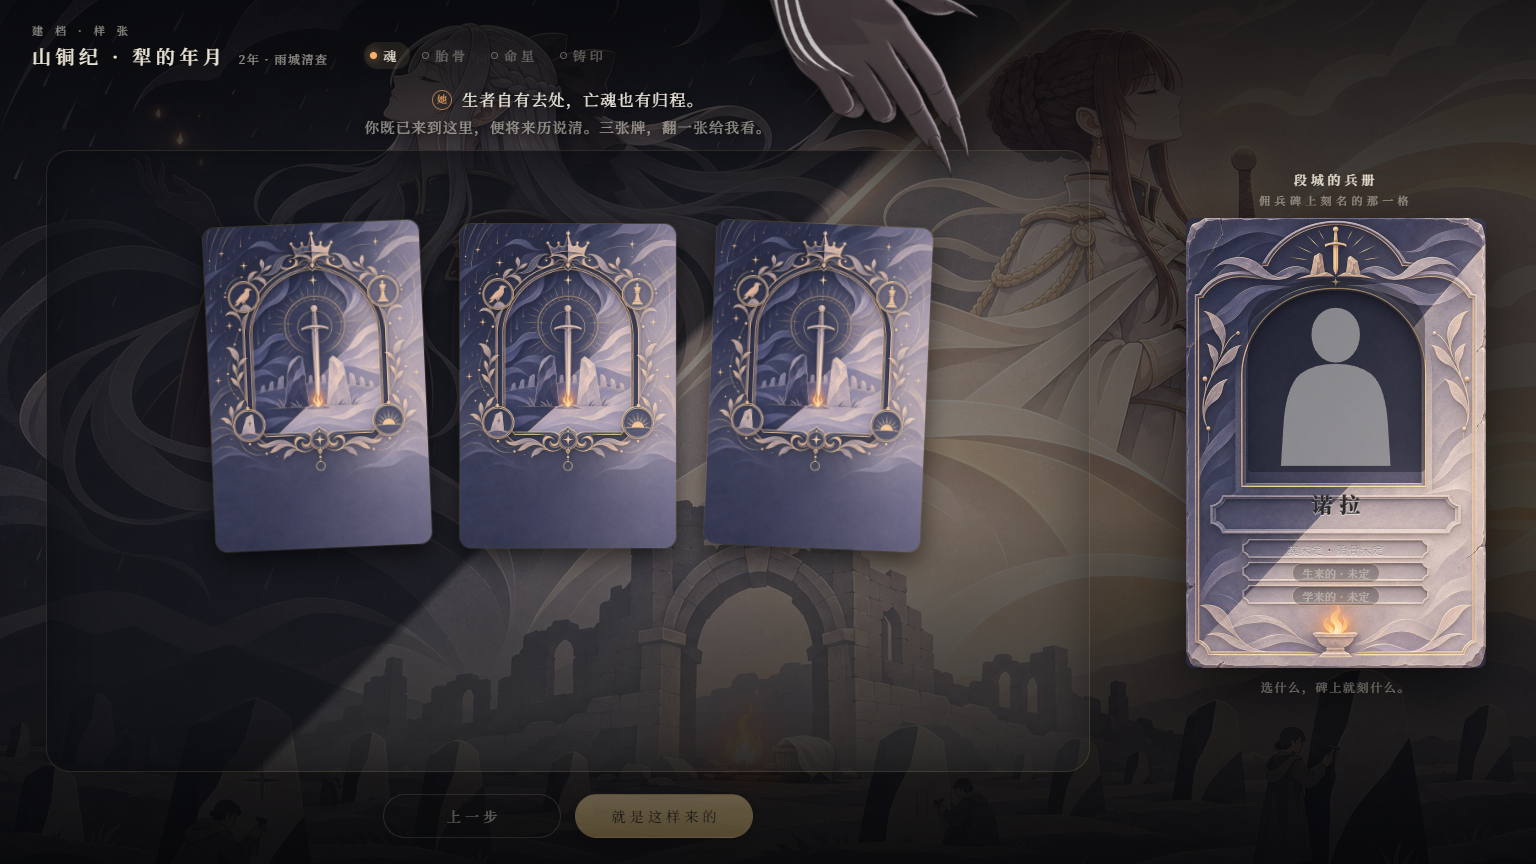 建档·样张
山铜纪·犁的年月 2年·雨城清查
魂 胎骨 命星 铸印
她 生者自有去处，亡魂也有归程。
你既已来到这里，便将来历说清。三张牌，翻一张给我看。
段城的兵册
佣兵碑上刻名的那一格
诺拉
生来的·未定
学来的·未定
选什么，碑上就刻什么。
上一步
就是这样来的